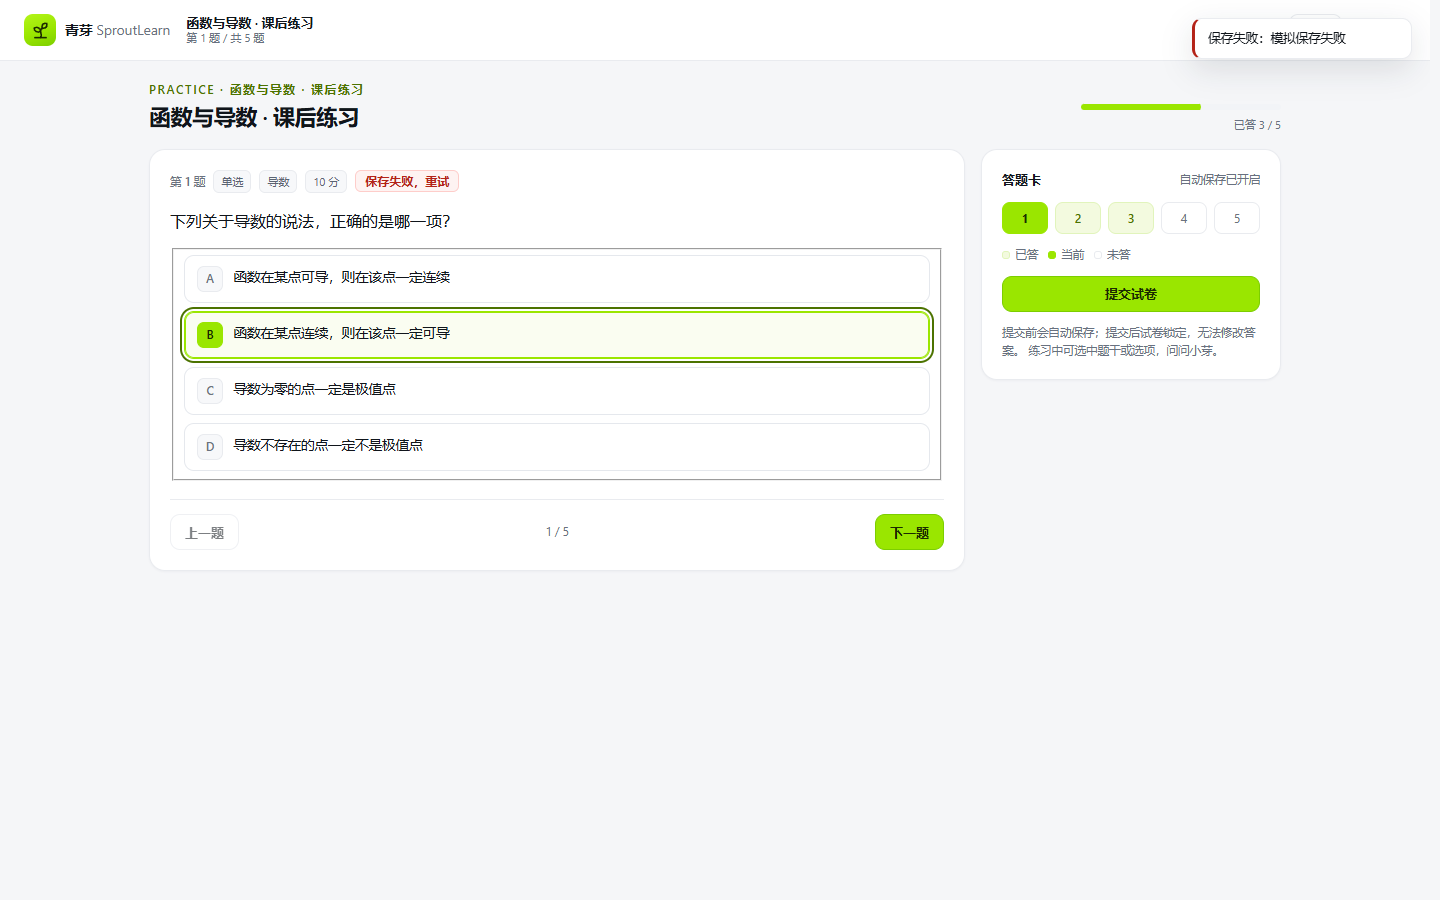 青芽 SproutLearn
函数与导数 · 课后练习
第 1 题 / 共 5 题
保存失败：模拟保存失败
PRACTICE · 函数与导数 · 课后练习
函数与导数 · 课后练习
已答 3 / 5
第 1 题 单选 导数 10 分 保存失败，重试
下列关于导数的说法，正确的是哪一项？
A 函数在某点可导，则在该点一定连续
B 函数在某点连续，则在该点一定可导
C 导数为零的点一定是极值点
D 导数不存在的点一定不是极值点
上一题 1 / 5 下一题
答题卡 自动保存已开启
1 2 3 4 5
已答 当前 未答
提交试卷
提交前会自动保存；提交后试卷锁定，无法修改答
案。 练习中可选中题干或选项，问问小芽。